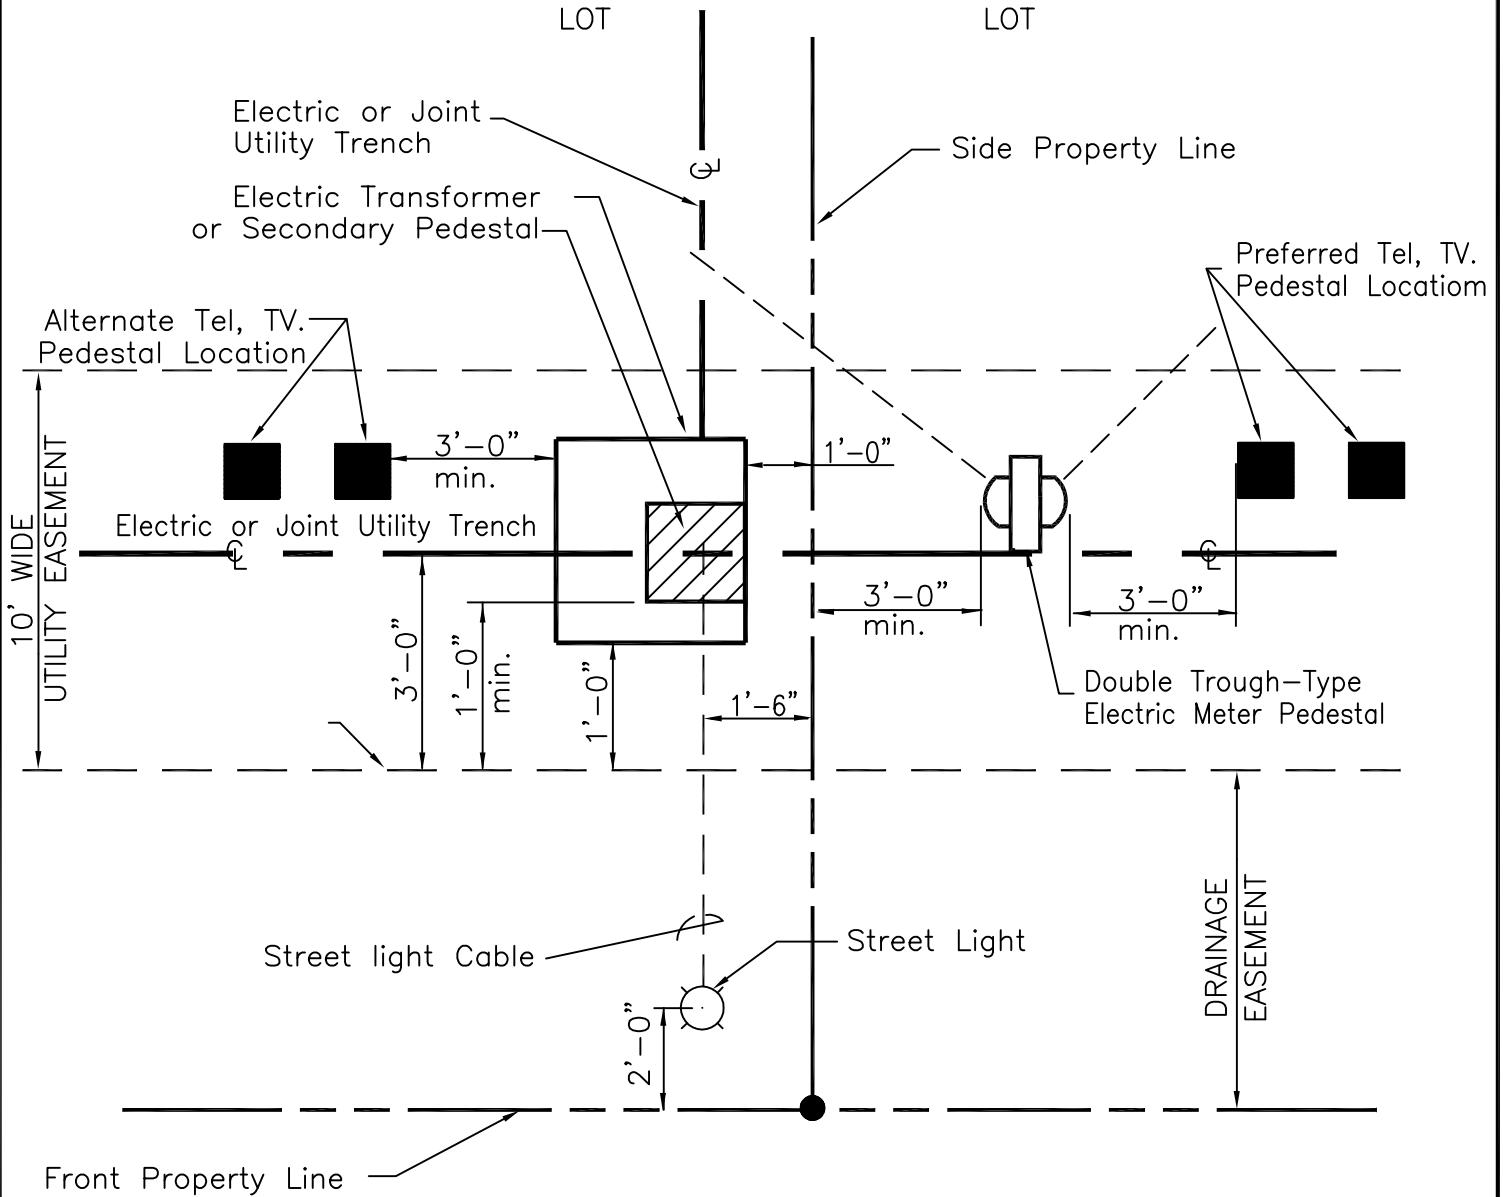 LOT
LOT
Electric or Joint
Utility Trench
℄
Side Property Line
Electric Transformer
or Secondary Pedestal
Preferred Tel, TV.
Pedestal Locatiom
Alternate Tel, TV.
Pedestal Location
3'-0"
min.
1'-0"
10' WIDE
UTILITY EASEMENT
Electric or Joint Utility Trench
℄
℄
3'-0"
min.
3'-0"
min.
3'-0"
1'-0"
min.
1'-0"
1'-6"
Double Trough-Type
Electric Meter Pedestal
DRAINAGE
EASEMENT
Street light Cable
Street Light
2'-0"
Front Property Line